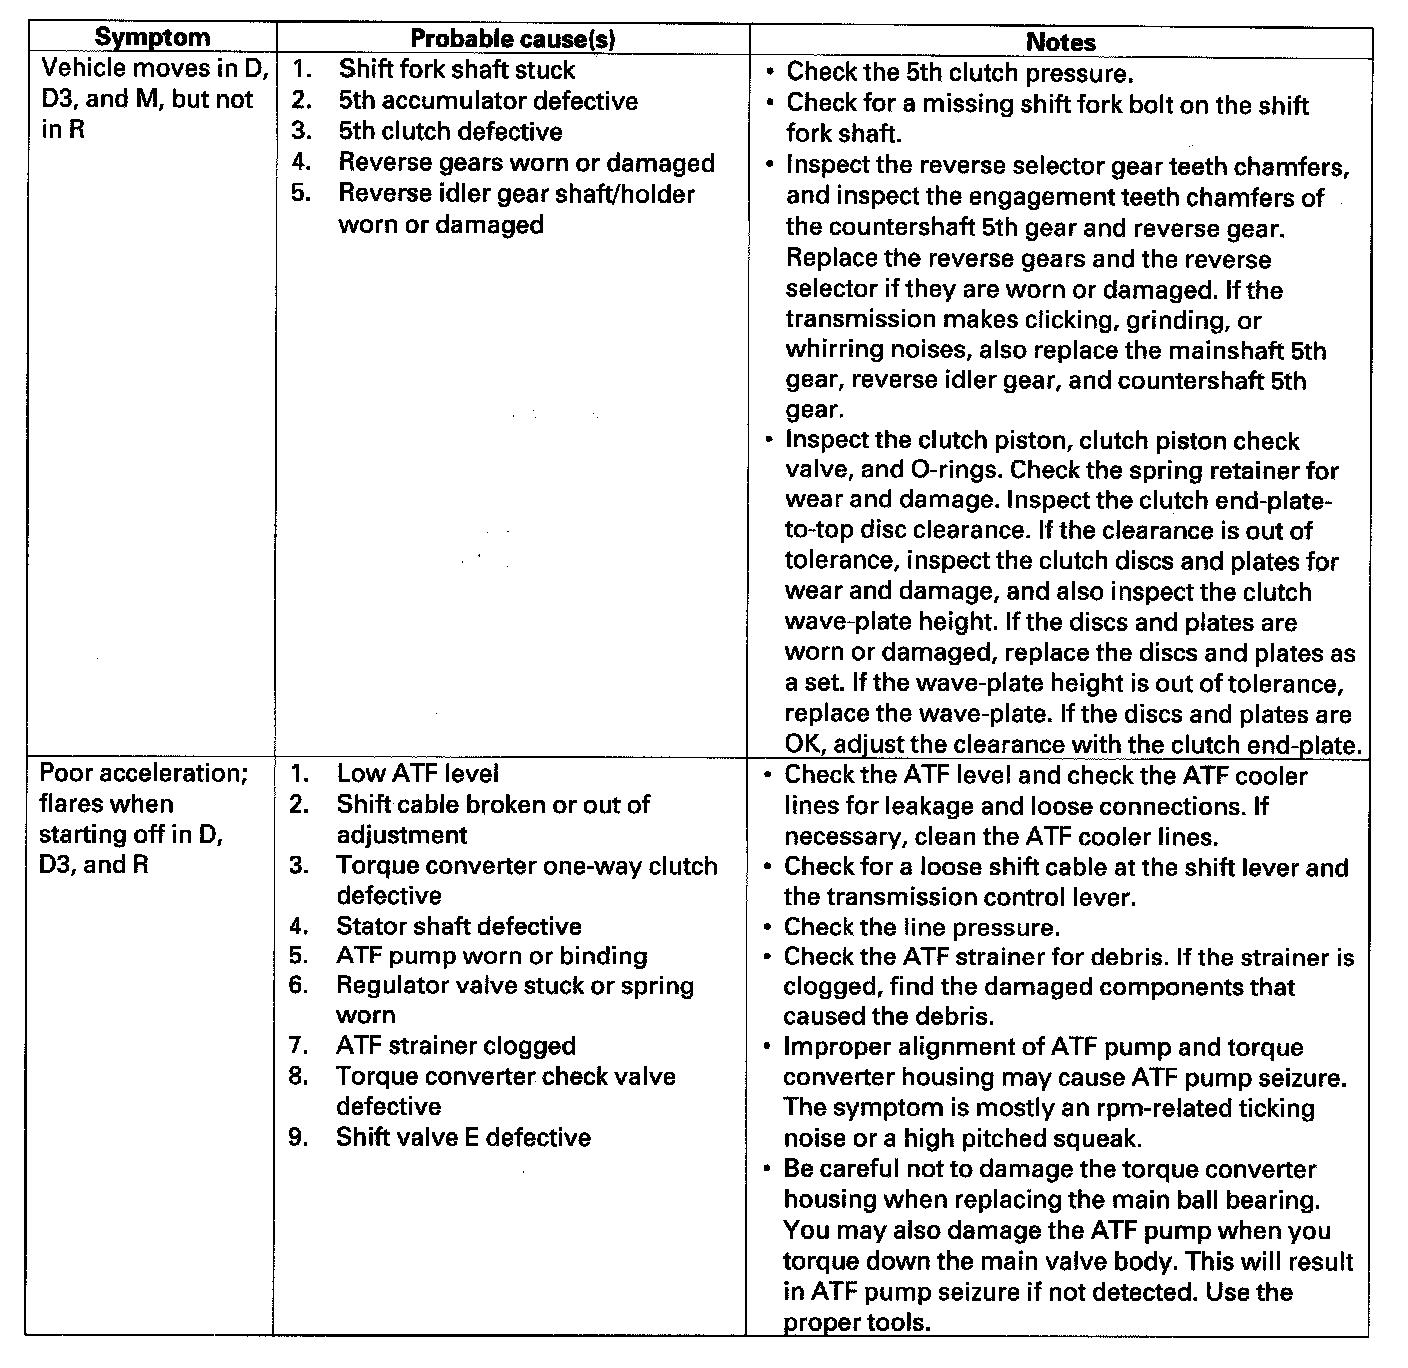 Symptom
Probable cause(s)
Notes
Vehicle moves in D,
D3, and M, but not
in R
1. Shift fork shaft stuck
2. 5th accumulator defective
3. 5th clutch defective
4. Reverse gears worn or damaged
5. Reverse idler gear shaft/holder
worn or damaged
• Check the 5th clutch pressure.
• Check for a missing shift fork bolt on the shift
fork shaft.
• Inspect the reverse selector gear teeth chamfers,
and inspect the engagement teeth chamfers of
the countershaft 5th gear and reverse gear.
Replace the reverse gears and the reverse
selector if they are worn or damaged. If the
transmission makes clicking, grinding, or
whirring noises, also replace the mainshaft 5th
gear, reverse idler gear, and countershaft 5th
gear.
• Inspect the clutch piston, clutch piston check
valve, and O-rings. Check the spring retainer for
wear and damage. Inspect the clutch end-plate-
to-top disc clearance. If the clearance is out of
tolerance, inspect the clutch discs and plates for
wear and damage, and also inspect the clutch
wave-plate height. If the discs and plates are
worn or damaged, replace the discs and plates as
a set. If the wave-plate height is out of tolerance,
replace the wave-plate. If the discs and plates are
OK, adjust the clearance with the clutch end-plate.
Poor acceleration;
flares when
starting off in D,
D3, and R
1. Low ATF level
2. Shift cable broken or out of
adjustment
3. Torque converter one-way clutch
defective
4. Stator shaft defective
5. ATF pump worn or binding
6. Regulator valve stuck or spring
worn
7. ATF strainer clogged
8. Torque converter check valve
defective
9. Shift valve E defective
• Check the ATF level and check the ATF cooler
lines for leakage and loose connections. If
necessary, clean the ATF cooler lines.
• Check for a loose shift cable at the shift lever and
the transmission control lever.
• Check the line pressure.
• Check the ATF strainer for debris. If the strainer is
clogged, find the damaged components that
caused the debris.
• Improper alignment of ATF pump and torque
converter housing may cause ATF pump seizure.
The symptom is mostly an rpm-related ticking
noise or a high pitched squeak.
• Be careful not to damage the torque converter
housing when replacing the main ball bearing.
You may also damage the ATF pump when you
torque down the main valve body. This will result
in ATF pump seizure if not detected. Use the
proper tools.